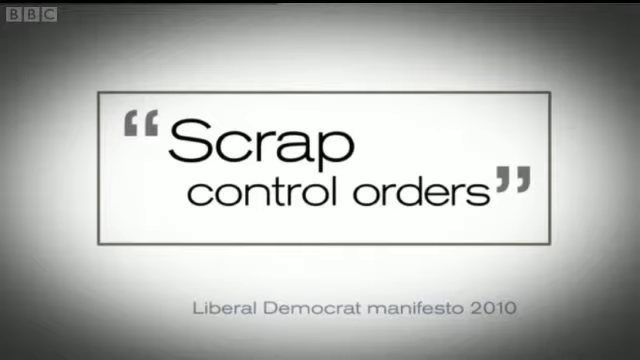 BBC
“Scrap
control orders”
Liberal Democrat manifesto 2010